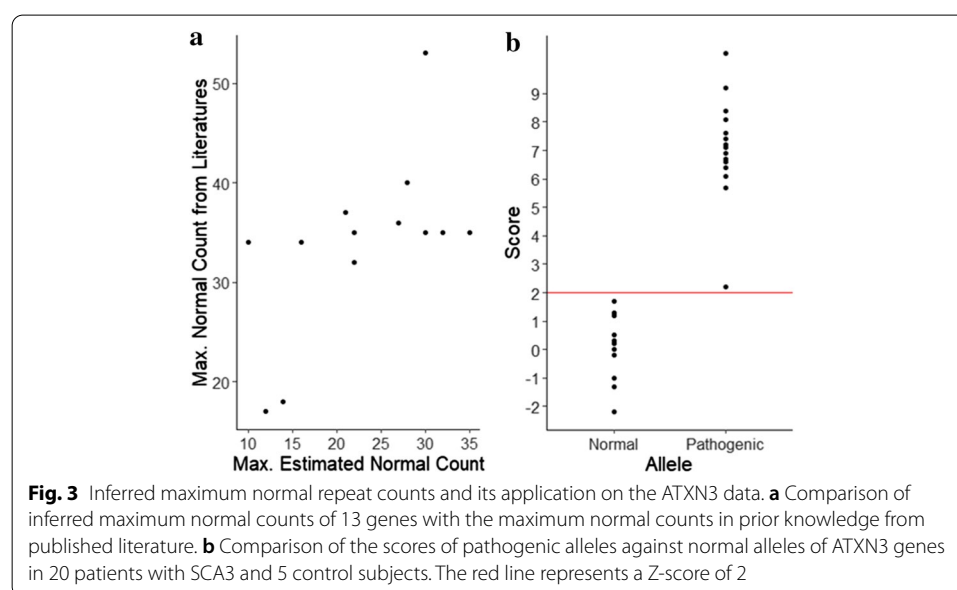 a
Max. Normal Count from Literatures
50
40
30
20
10 15 20 25 30 35
Max. Estimated Normal Count
b
Score
9
8
7
6
5
4
3
2
1
0
-1
-2
Normal Pathogenic
Allele
Fig. 3 Inferred maximum normal repeat counts and its application on the ATXN3 data. a Comparison of
inferred maximum normal counts of 13 genes with the maximum normal counts in prior knowledge from
published literature. b Comparison of the scores of pathogenic alleles against normal alleles of ATXN3 genes
in 20 patients with SCA3 and 5 control subjects. The red line represents a Z-score of 2